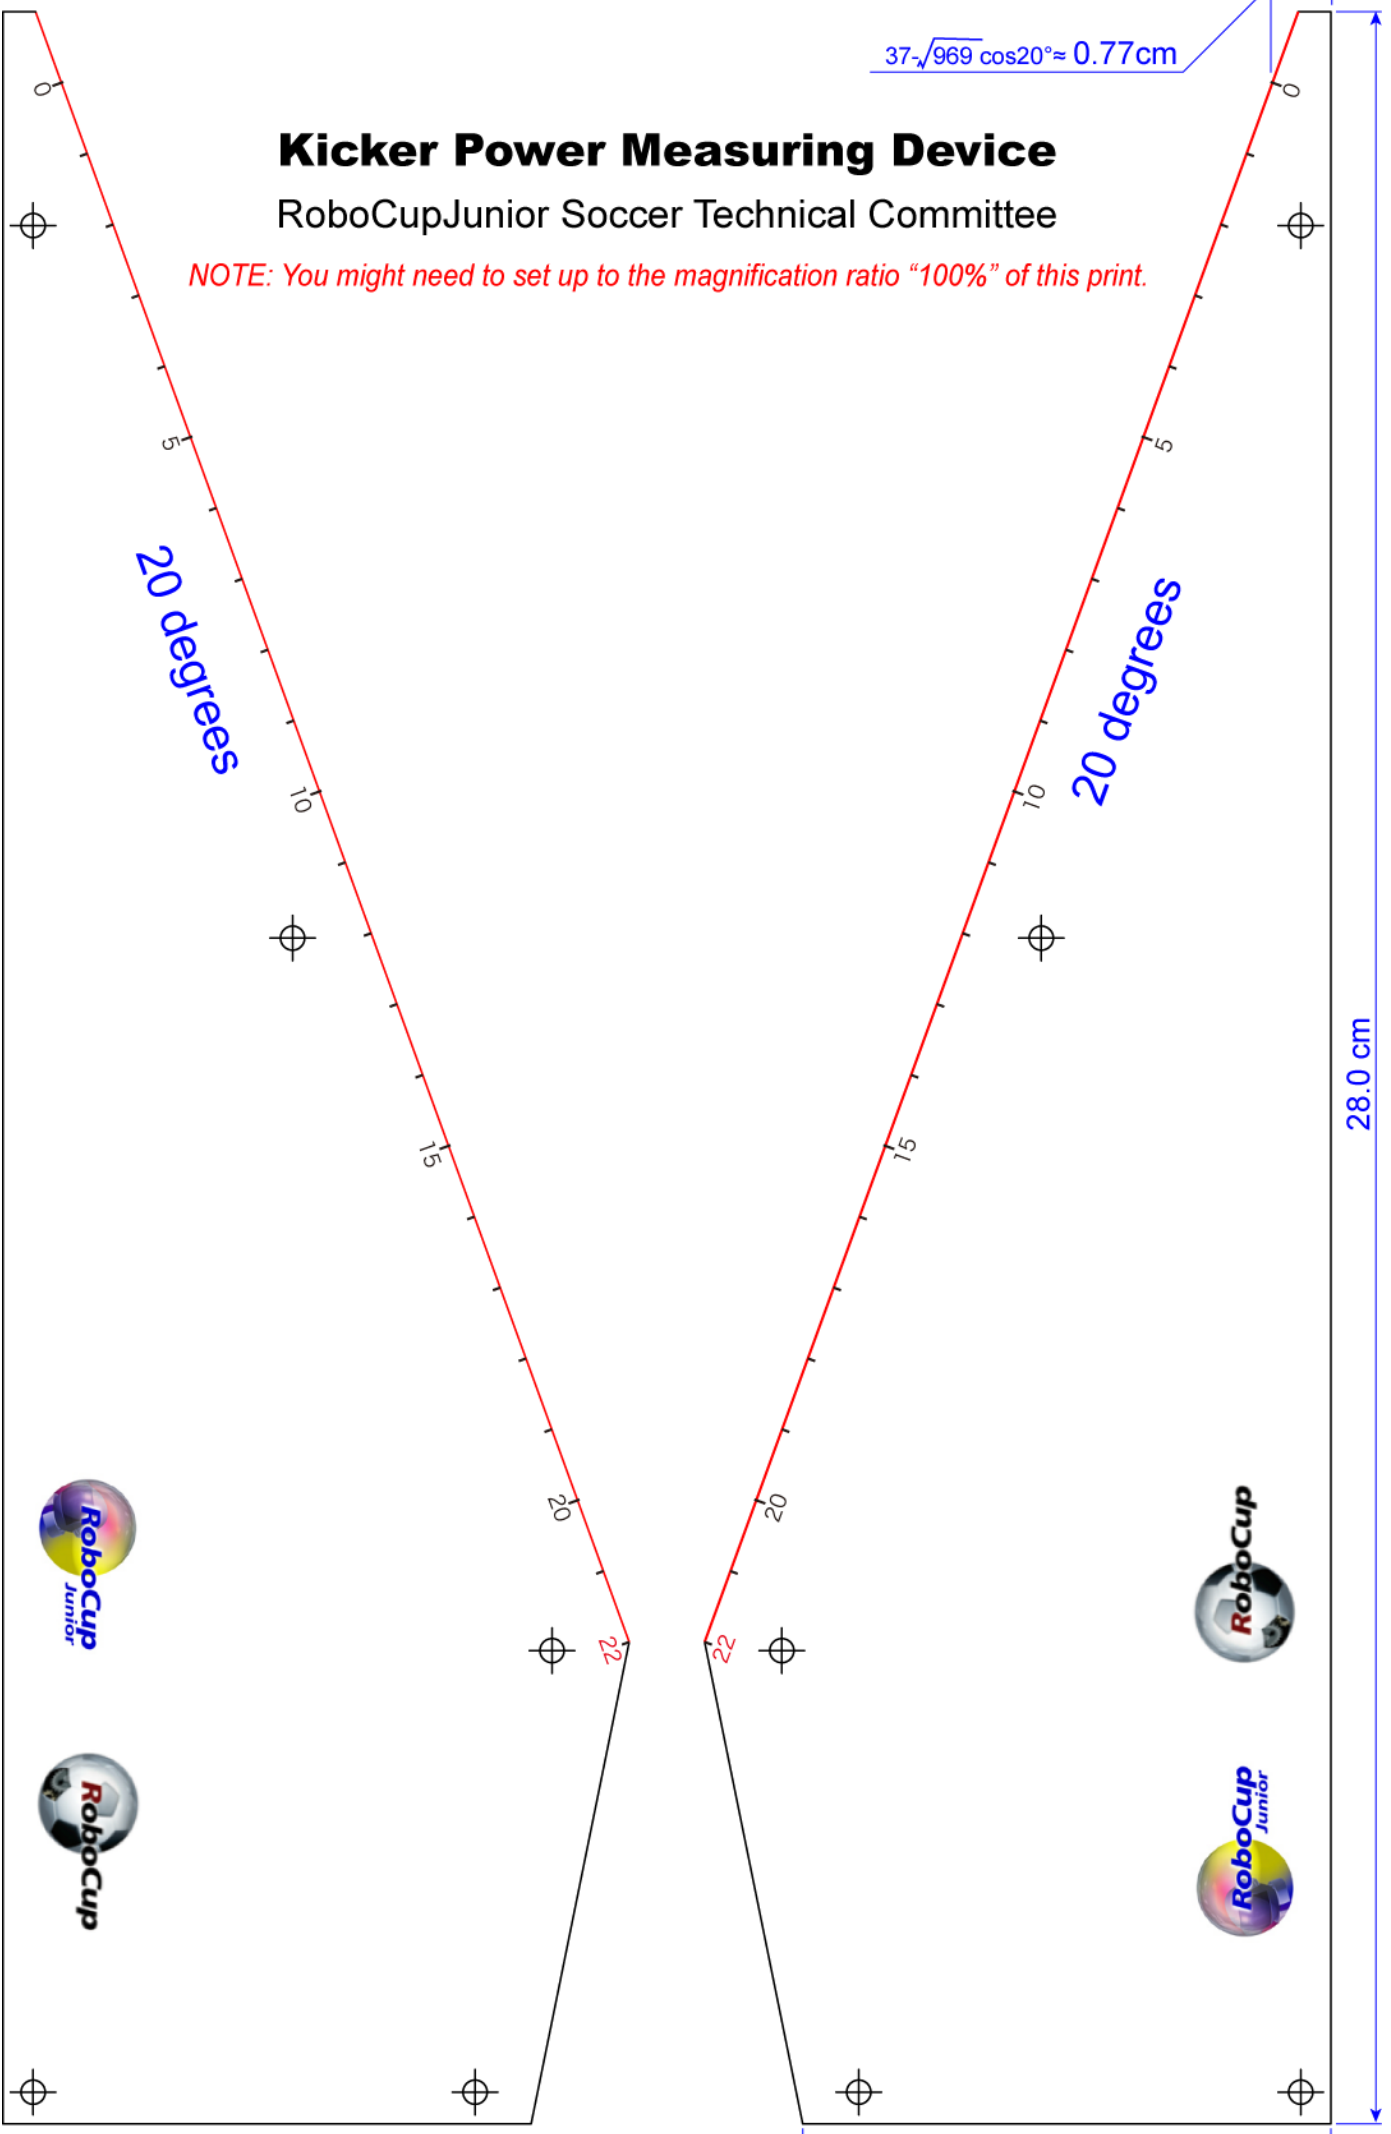 37-√969 cos20°≈ 0.77cm
0
0
Kicker Power Measuring Device
RoboCupJunior Soccer Technical Committee
NOTE: You might need to set up to the magnification ratio “100%” of this print.
5
5
20 degrees
20 degrees
10
10
28.0 cm
15
15
20
20
22
22
RoboCup
Junior
RoboCup
RoboCup
RoboCup
Junior